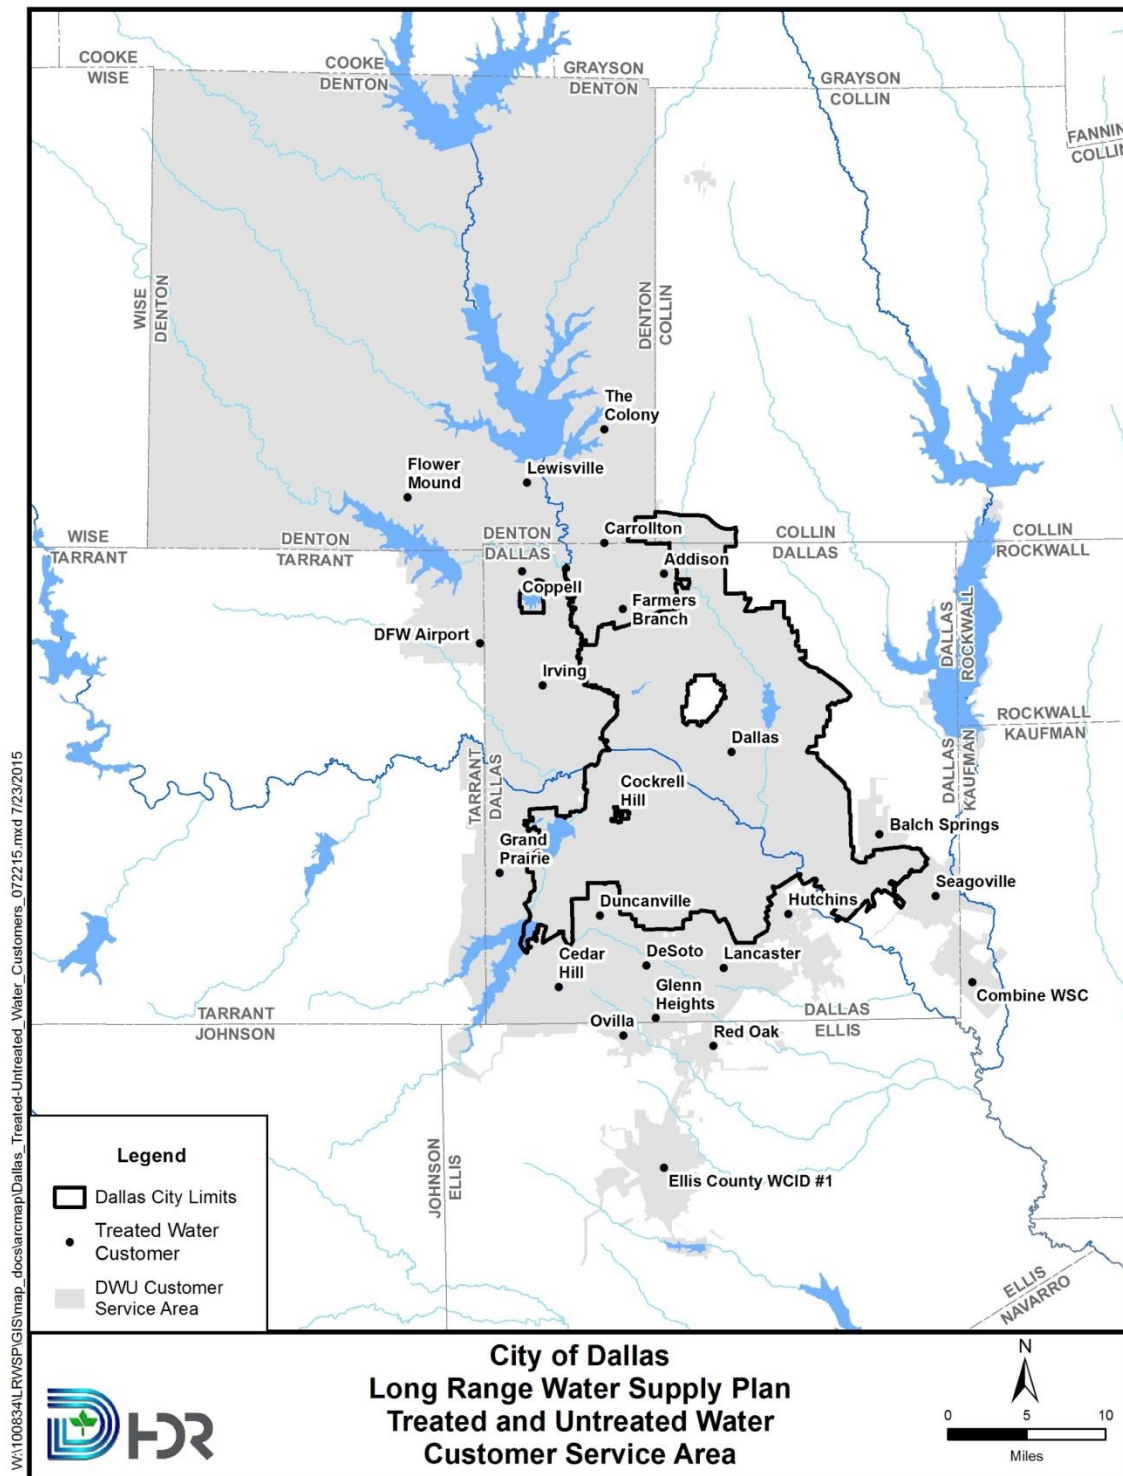 COOKE
WISE
COOKE
DENTON
GRAYSON
DENTON
GRAYSON
COLLIN
FANNIN
COLLIN
WISE
DENTON
DENTON
COLLIN
The
Colony
Flower
Mound
Lewisville
WISE
TARRANT
DENTON
TARRANT
DENTON
DALLAS
Carrollton
COLLIN
DALLAS
COLLIN
ROCKWALL
Addison
Coppell
Farmers
Branch
DFW Airport
DALLAS
ROCKWALL
Irving
ROCKWALL
KAUFMAN
Dallas
DALLAS
KAUFMAN
TARRANT
DALLAS
Cockrell
Hill
Balch Springs
Grand
Prairie
Seagoville
Duncanville
Hutchins
Cedar
Hill
DeSoto
Lancaster
Glenn
Heights
Combine WSC
TARRANT
JOHNSON
Ovilla
Red Oak
DALLAS
ELLIS
JOHNSON
ELLIS
Ellis County WCID #1
ELLIS
NAVARRO
Legend
Dallas City Limits
Treated Water
Customer
DWU Customer
Service Area
W:\100834\LRWSP\GIS\map_docs\arcmap\Dallas_Treated-Untreated_Water_Customers_072215.mxd 7/23/2015
HDR
City of Dallas
Long Range Water Supply Plan
Treated and Untreated Water
Customer Service Area
N
0 5 10
Miles